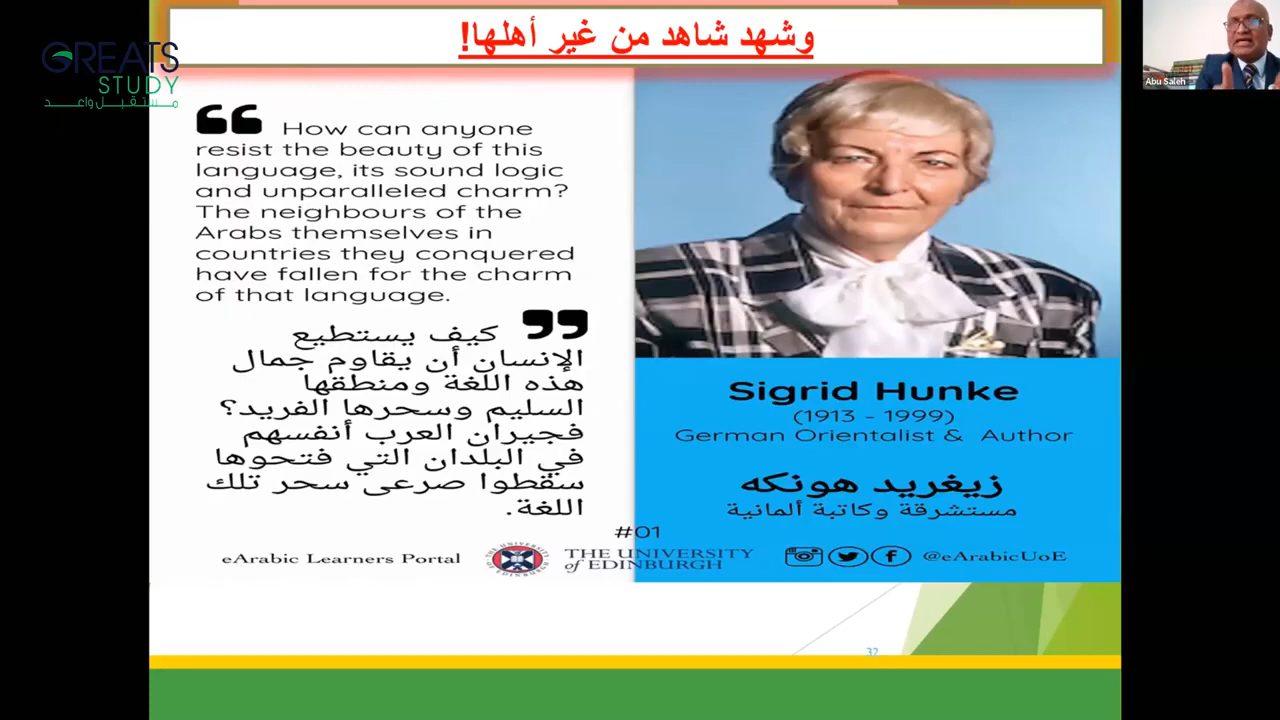 وشهد شاهد من غير أهلها!
GREATS
STUDY
مستقبل واعد
Abu Saleh
“ How can anyone
resist the beauty of this
language, its sound logic
and unparalleled charm?
The neighbours of the
Arabs themselves in
countries they conquered
have fallen for the charm
of that language.
” كيف يستطيع
الإنسان أن يقاوم جمال
هذه اللغة ومنطقها
السليم وسحرها الفريد؟
فجيران العرب أنفسهم
في البلدان التي فتحوها
سقطوا صرعى سحر تلك
اللغة.
Sigrid Hunke
(1913 - 1999)
German Orientalist & Author
زيغريد هونكه
مستشرقة وكاتبة ألمانية
#01
eArabic Learners Portal
THE UNIVERSITY
of EDINBURGH
@eArabicUoE
32